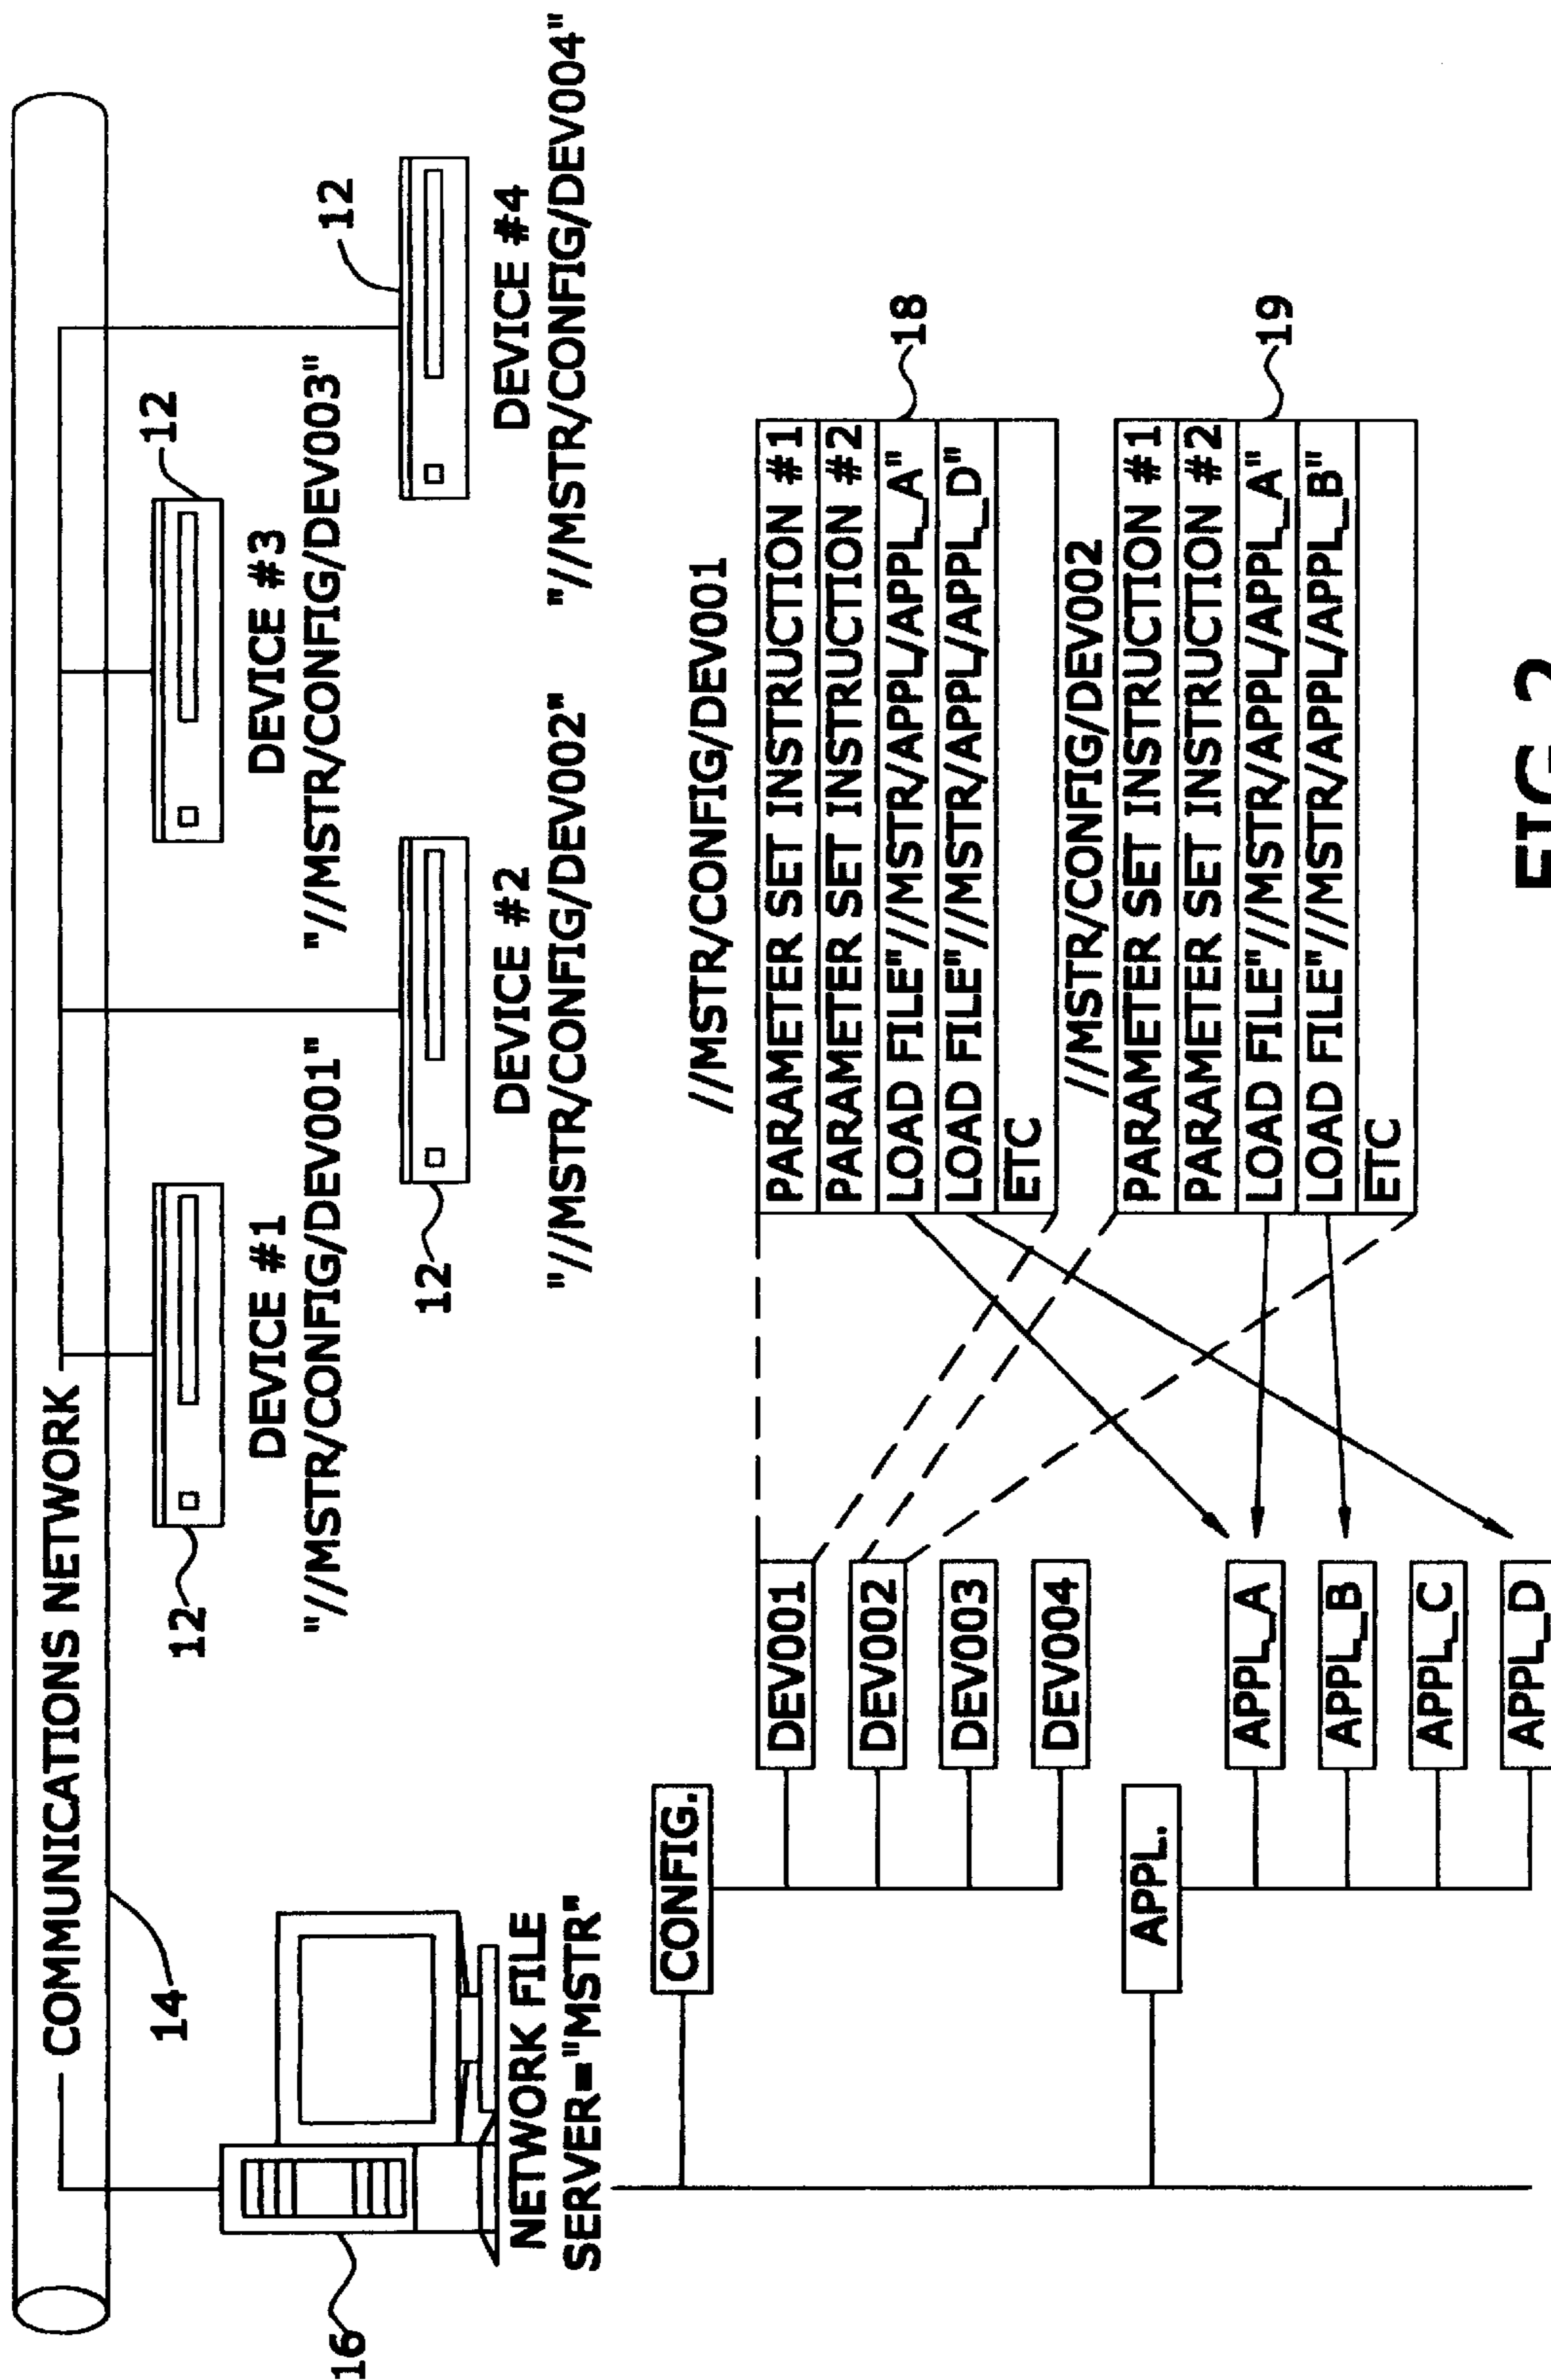 COMMUNICATIONS NETWORK
14
16
NETWORK FILE
SERVER="MSTR"
12
DEVICE #1
"//MSTR/CONFIG/DEV001"
12
DEVICE #2
"//MSTR/CONFIG/DEV002"
12
DEVICE #3
"//MSTR/CONFIG/DEV003"
12
DEVICE #4
"//MSTR/CONFIG/DEV004"
CONFIG.
DEV001
DEV002
DEV003
DEV004
APPL.
APPL_A
APPL_B
APPL_C
APPL_D
//MSTR/CONFIG/DEV001
PARAMETER SET INSTRUCTION #1
PARAMETER SET INSTRUCTION #2
LOAD FILE"//MSTR/APPL/APPL_A"
LOAD FILE"//MSTR/APPL/APPL_D"
ETC
18
//MSTR/CONFIG/DEV002
PARAMETER SET INSTRUCTION #1
PARAMETER SET INSTRUCTION #2
LOAD FILE"//MSTR/APPL/APPL_A"
LOAD FILE"//MSTR/APPL/APPL_B"
ETC
19
FIG.2